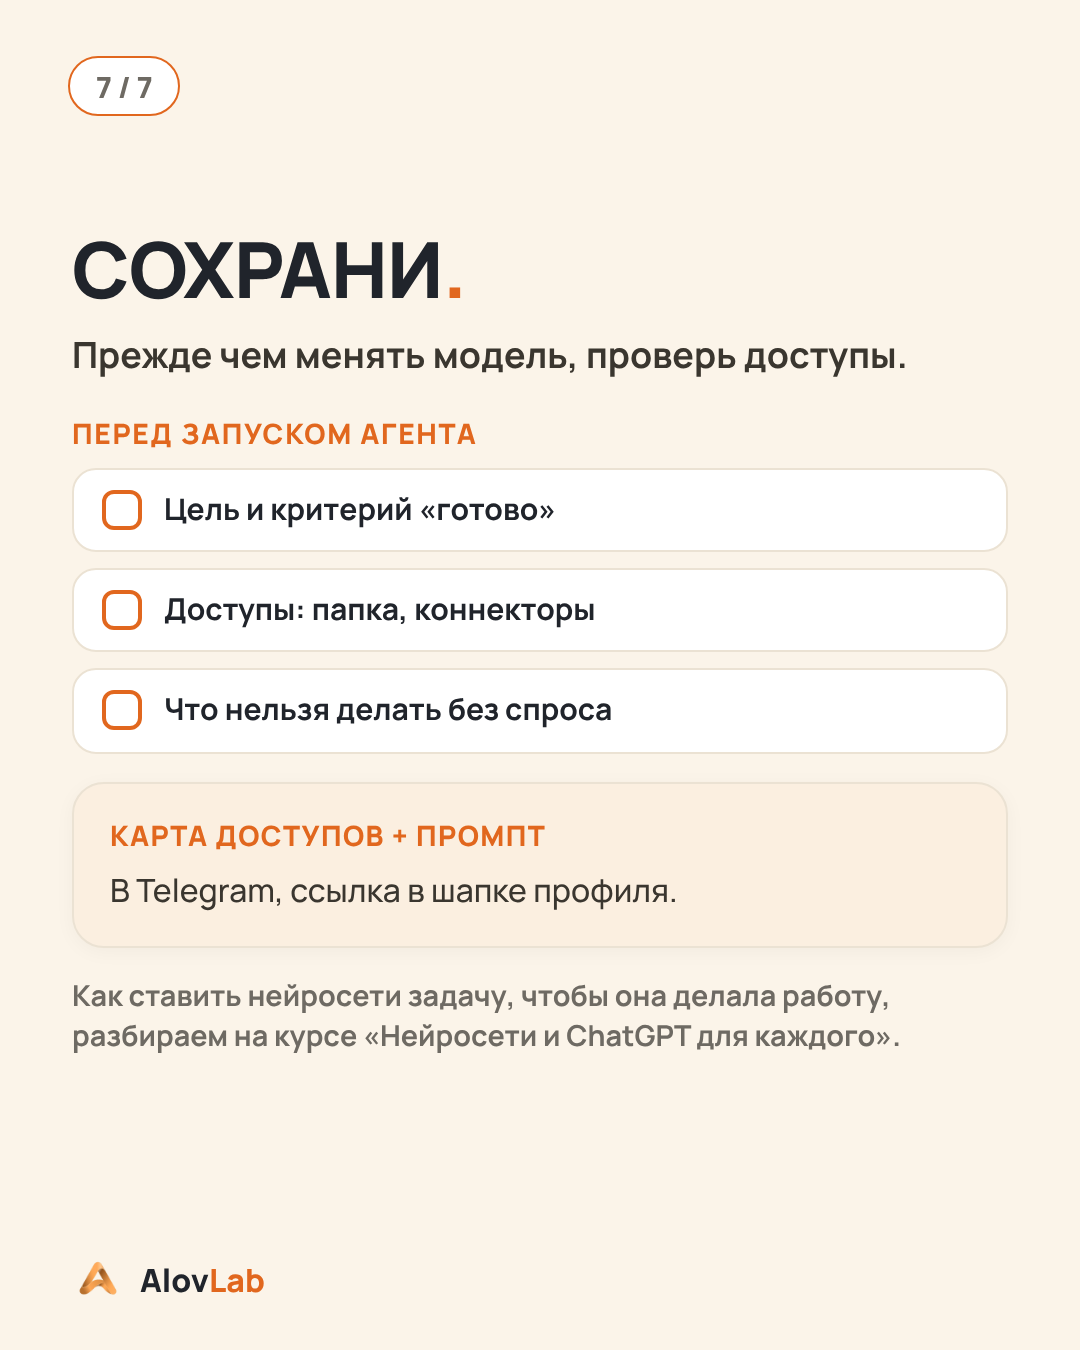 7 / 7
СОХРАНИ.
Прежде чем менять модель, проверь доступы.
ПЕРЕД ЗАПУСКОМ АГЕНТА
Цель и критерий «готово»
Доступы: папка, коннекторы
Что нельзя делать без спроса
КАРТА ДОСТУПОВ + ПРОМПТ
В Telegram, ссылка в шапке профиля.
Как ставить нейросети задачу, чтобы она делала работу,
разбираем на курсе «Нейросети и ChatGPT для каждого».
AlovLab